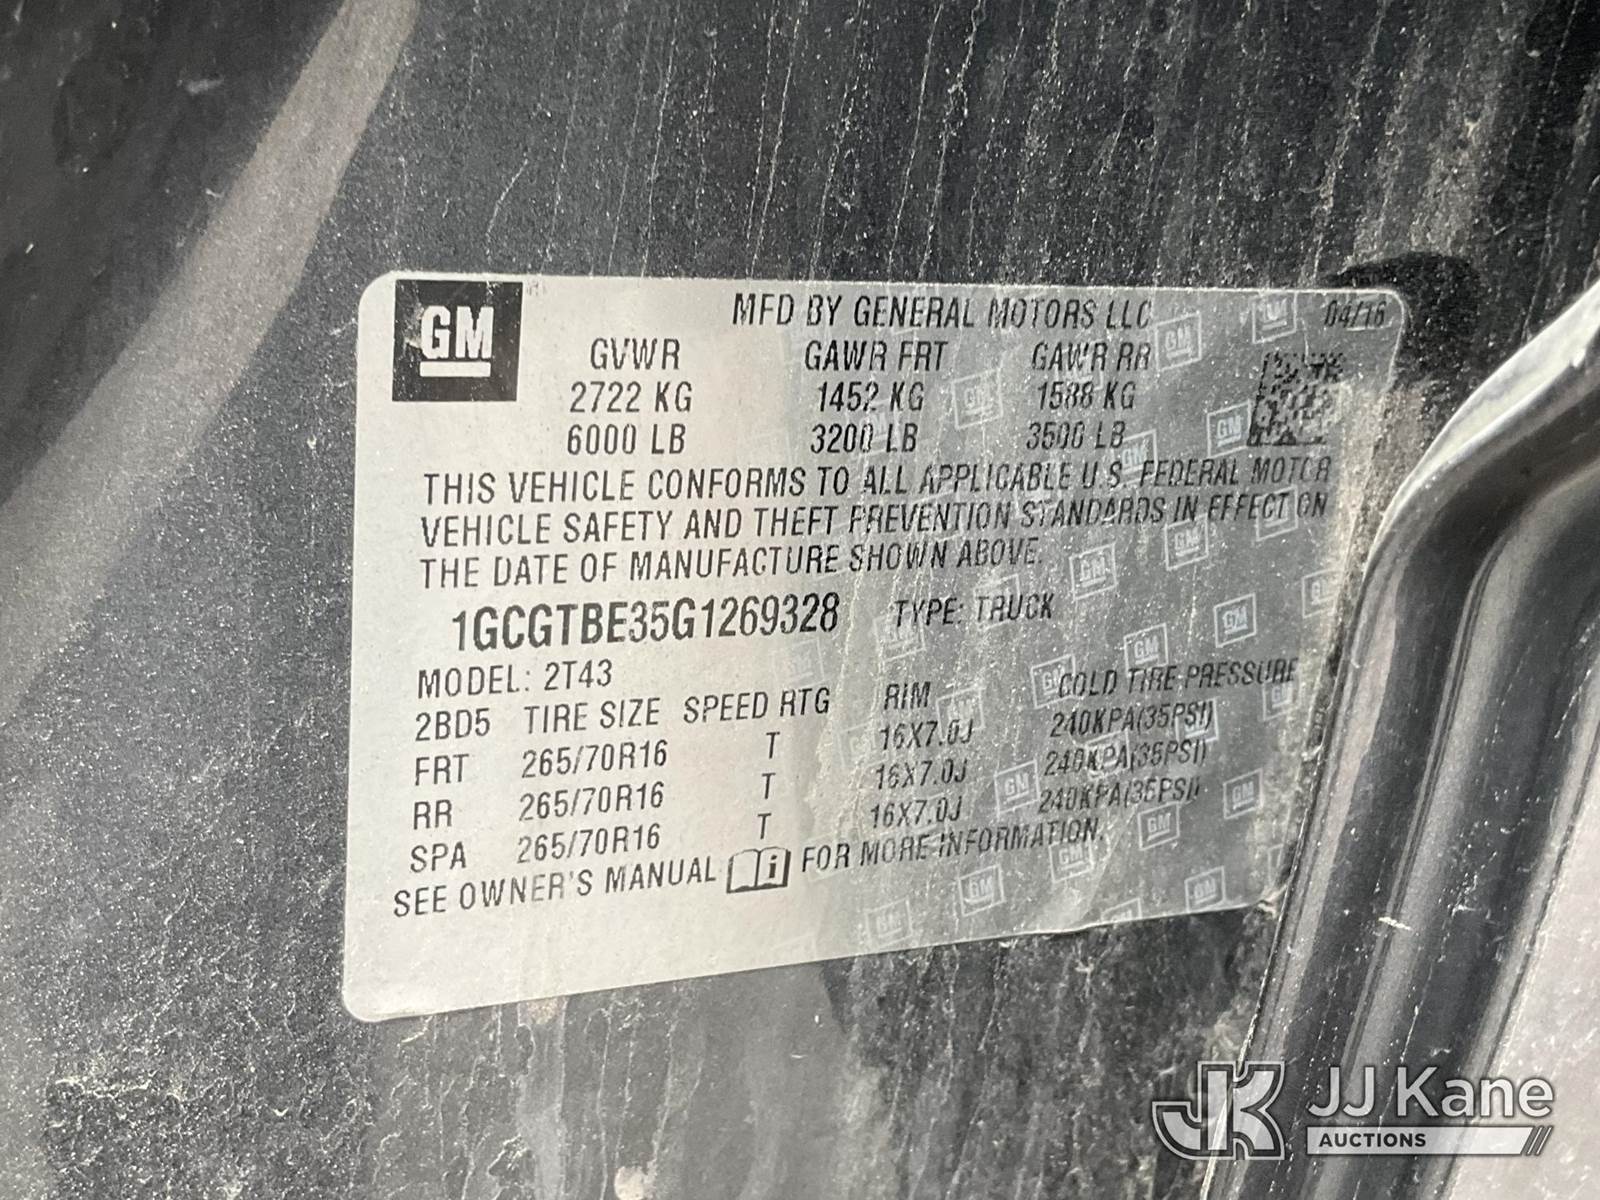 GM
MFD BY GENERAL MOTORS LLC 04/16
GVWR GAWR FRT GAWR RR
2722 KG 1452 KG 1588 KG
6000 LB 3200 LB 3500 LB
THIS VEHICLE CONFORMS TO ALL APPLICABLE U.S. FEDERAL MOTOR
VEHICLE SAFETY AND THEFT PREVENTION STANDARDS IN EFFECT ON
THE DATE OF MANUFACTURE SHOWN ABOVE.
1GCGTBE35G1269328 TYPE: TRUCK
MODEL: 2T43
2BD5 TIRE SIZE SPEED RTG RIM COLD TIRE PRESSURE
FRT 265/70R16 T 16X7.0J 240KPA(35PSI)
RR 265/70R16 T 16X7.0J 240KPA(35PSI)
SPA 265/70R16 T 16X7.0J 240KPA(35PSI)
SEE OWNER'S MANUAL FOR MORE INFORMATION.
JK JJ Kane
AUCTIONS